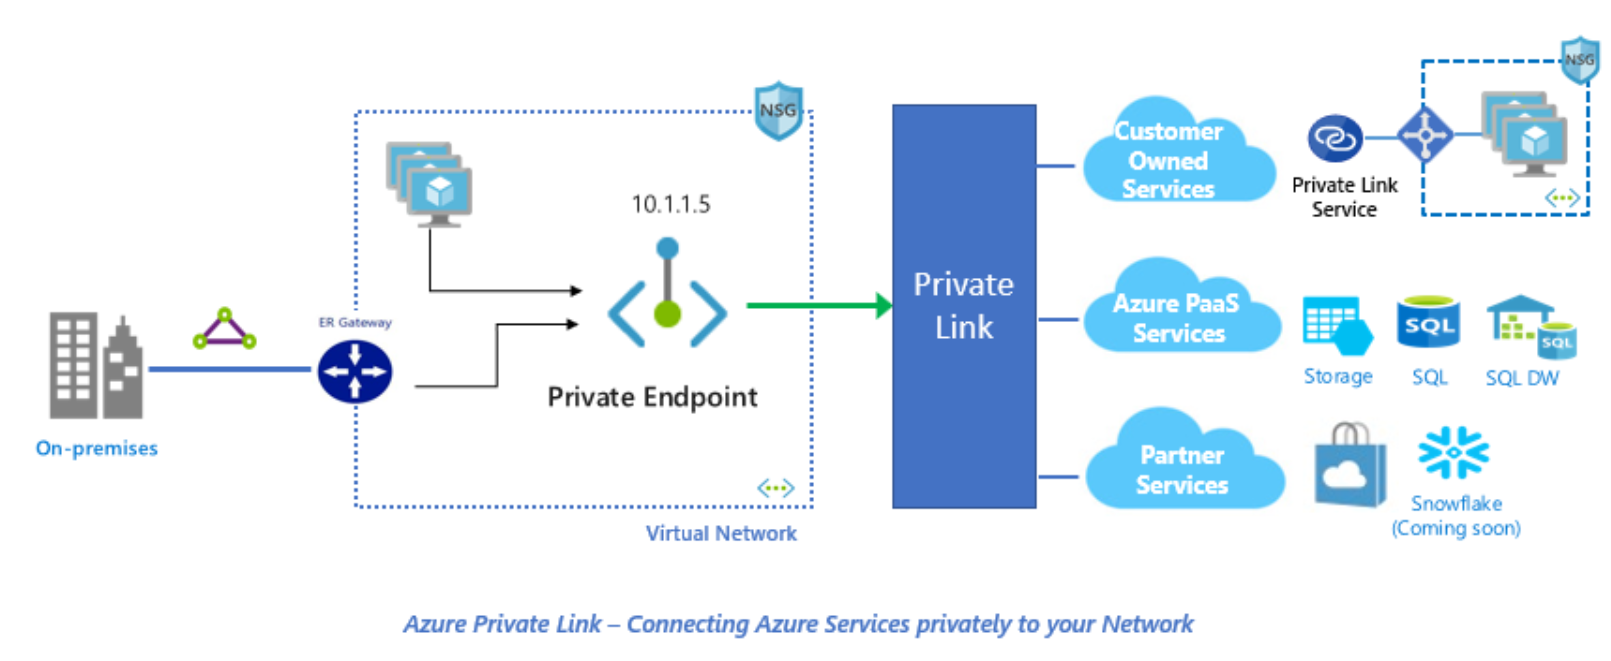 NSG
10.1.1.5
ER Gateway
On-premises
Private Endpoint
Virtual Network
Private
Link
Customer
Owned
Services
Private Link
Service
NSG
Azure PaaS
Services
Storage
SQL
SQL
SQL
SQL DW
Partner
Services
Snowflake
(Coming soon)
Azure Private Link – Connecting Azure Services privately to your Network